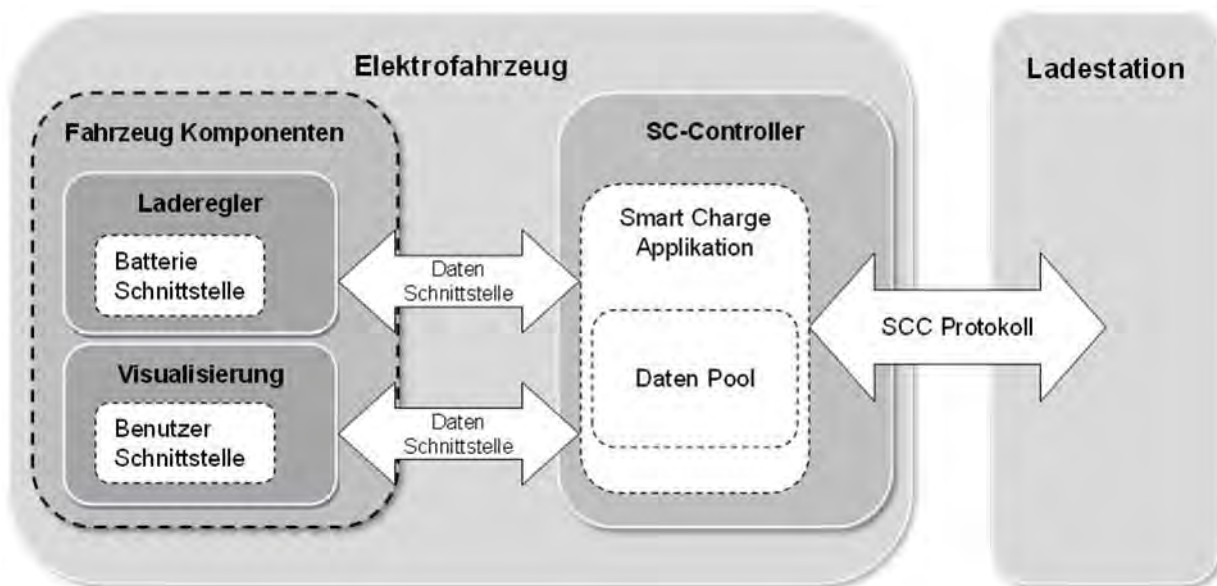 Elektrofahrzeug
Ladestation
Fahrzeug Komponenten
SC-Controller
Laderegler
Batterie
Schnittstelle
Daten
Schnittstelle
Smart Charge
Applikation
SCC Protokoll
Daten Pool
Visualisierung
Benutzer
Schnittstelle
Daten
Schnittstelle